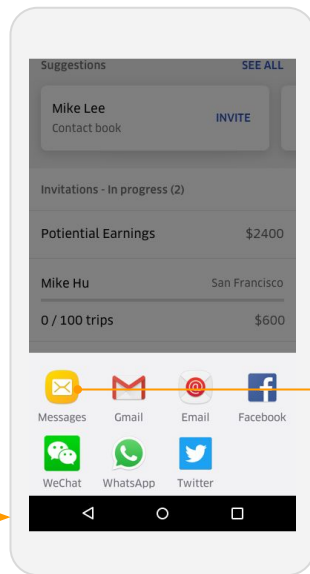 Suggestions SEE ALL
Mike Lee
Contact book
INVITE
Invitations - In progress (2)
Potiential Earnings $2400
Mike Hu San Francisco
0 / 100 trips $600
Messages Gmail Email Facebook
WeChat WhatsApp Twitter